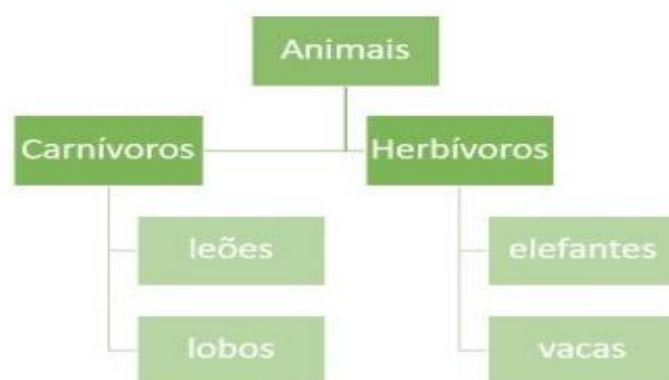 Animais
Carnívoros
Herbívoros
leões
elefantes
lobos
vacas